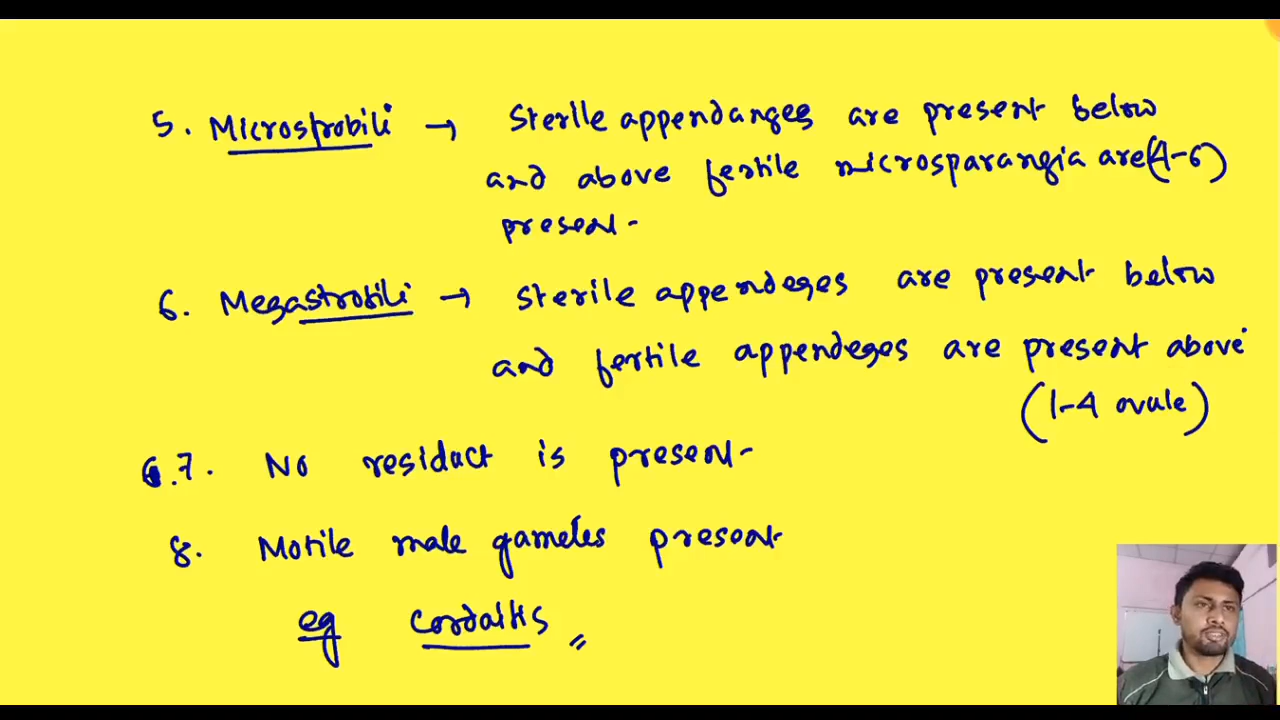 5. Microstrobili → Sterile appendanges are present below
and above fertile microsparangia are (4-6)
present-
6. Megastrobili → Sterile appendeges are present below
and fertile appendeges are present above
(1-4 ovule)
7. No residuct is present-
8. Motile male gametes present
eg Cordaitis